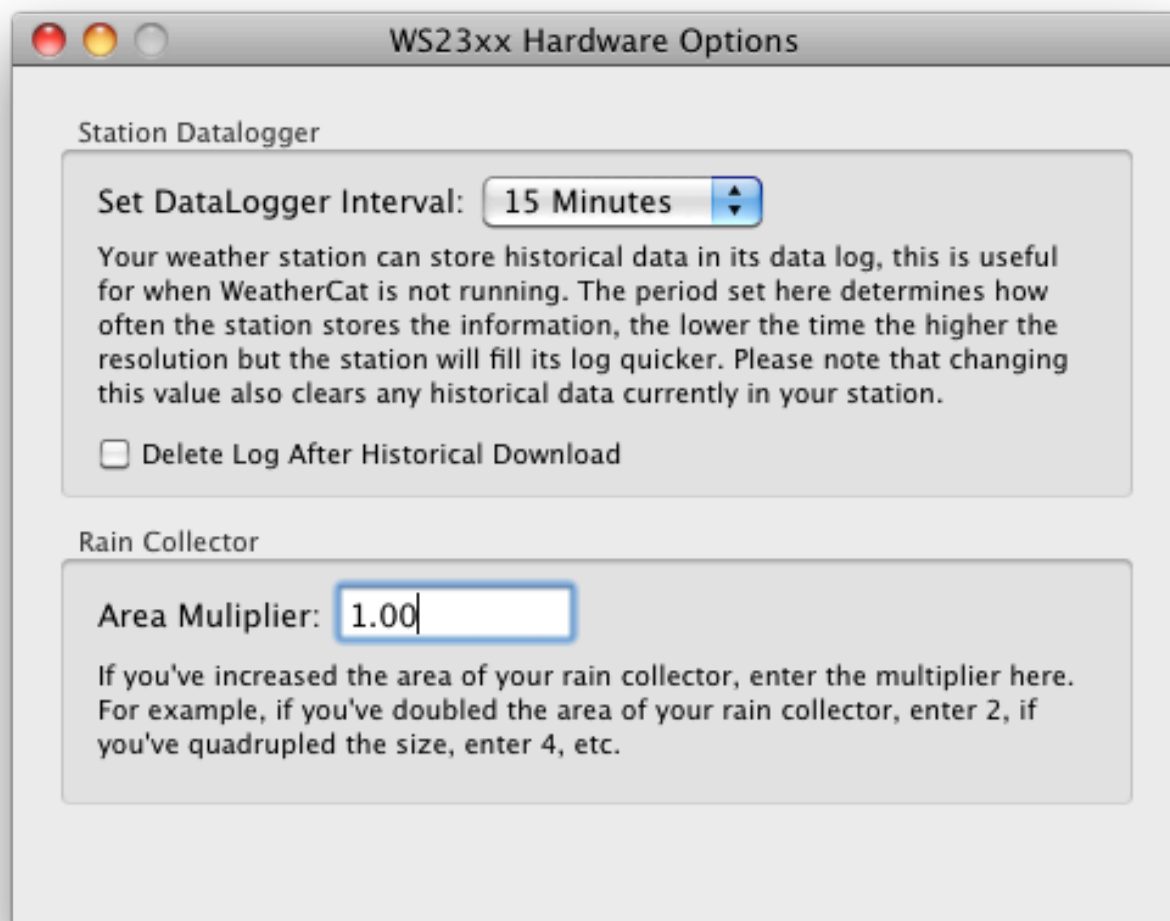 WS23xx Hardware Options
Station Datalogger
Set DataLogger Interval: 15 Minutes
Your weather station can store historical data in its data log, this is useful
for when WeatherCat is not running. The period set here determines how
often the station stores the information, the lower the time the higher the
resolution but the station will fill its log quicker. Please note that changing
this value also clears any historical data currently in your station.
Delete Log After Historical Download
Rain Collector
Area Muliplier: 1.00
If you've increased the area of your rain collector, enter the multiplier here.
For example, if you've doubled the area of your rain collector, enter 2, if
you've quadrupled the size, enter 4, etc.